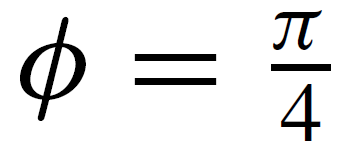 ϕ = π/4